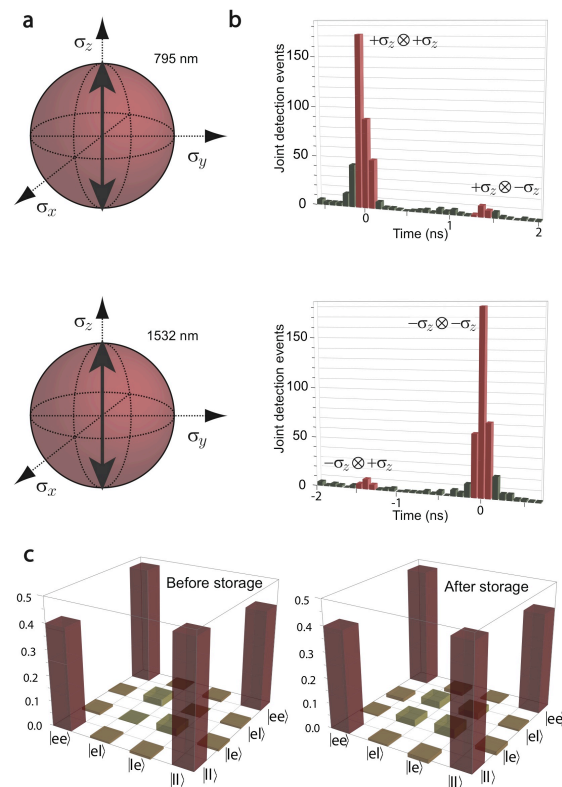 a
σz
795 nm
σy
σx
b
Joint detection events
150
100
50
0
+σz⊗+σz
+σz⊗−σz
0
1
2
Time (ns)
σz
1532 nm
σy
σx
Joint detection events
150
100
50
0
−σz⊗−σz
−σz⊗+σz
-2
-1
0
Time (ns)
c
Before storage
0.5
0.4
0.3
0.2
0.1
0.0
|ee⟩
|el⟩
|le⟩
|ll⟩
|ll⟩
|le⟩
|el⟩
|ee⟩
After storage
0.5
0.4
0.3
0.2
0.1
0.0
|ee⟩
|el⟩
|le⟩
|ll⟩
|ll⟩
|le⟩
|el⟩
|ee⟩